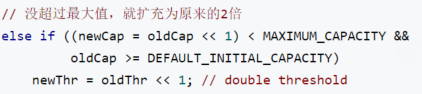 // 没超过最大值，就扩充为原来的2倍
else if ((newCap = oldCap << 1) < MAXIMUM_CAPACITY &&
oldCap >= DEFAULT_INITIAL_CAPACITY)
newThr = oldThr << 1; // double threshold